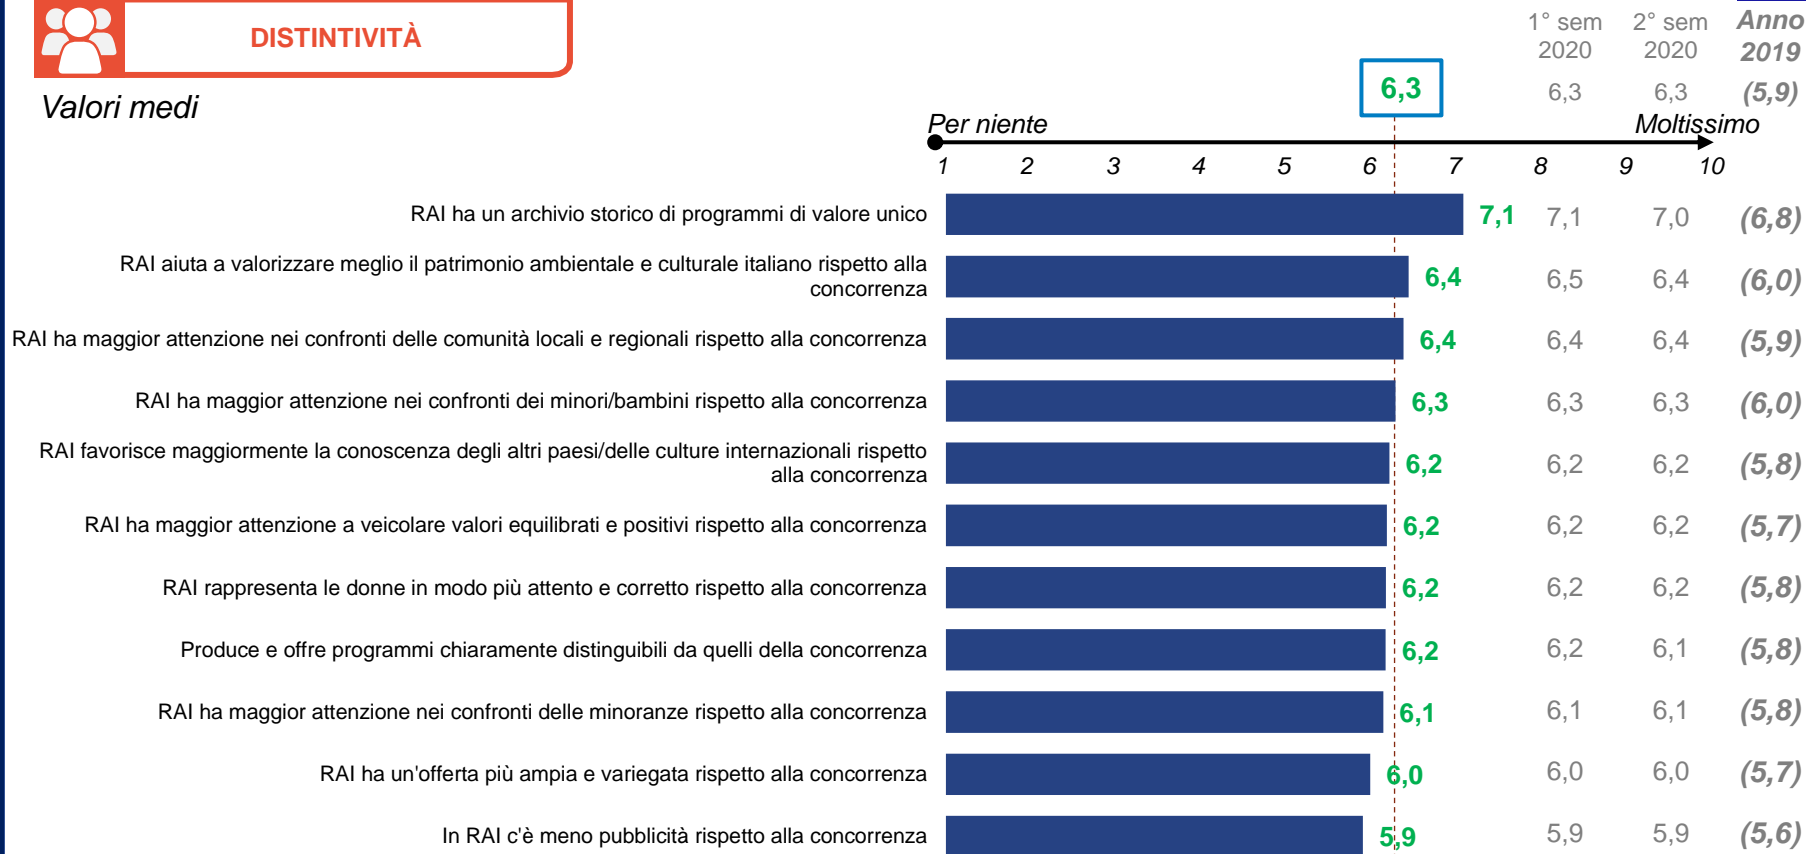 DISTINTIVITÀ
1° sem 2° sem Anno
2020 2020 2019
6,3 6,3 6,3 (5,9)
Valori medi
Per niente Moltissimo
1 2 3 4 5 6 7 8 9 10
RAI ha un archivio storico di programmi di valore unico 7,1 7,1 7,0 (6,8)
RAI aiuta a valorizzare meglio il patrimonio ambientale e culturale italiano rispetto alla
concorrenza 6,4 6,5 6,4 (6,0)
RAI ha maggior attenzione nei confronti delle comunità locali e regionali rispetto alla concorrenza 6,4 6,4 6,4 (5,9)
RAI ha maggior attenzione nei confronti dei minori/bambini rispetto alla concorrenza 6,3 6,3 6,3 (6,0)
RAI favorisce maggiormente la conoscenza degli altri paesi/delle culture internazionali rispetto
alla concorrenza 6,2 6,2 6,2 (5,8)
RAI ha maggior attenzione a veicolare valori equilibrati e positivi rispetto alla concorrenza 6,2 6,2 6,2 (5,7)
RAI rappresenta le donne in modo più attento e corretto rispetto alla concorrenza 6,2 6,2 6,2 (5,8)
Produce e offre programmi chiaramente distinguibili da quelli della concorrenza 6,2 6,2 6,1 (5,8)
RAI ha maggior attenzione nei confronti delle minoranze rispetto alla concorrenza 6,1 6,1 6,1 (5,8)
RAI ha un'offerta più ampia e variegata rispetto alla concorrenza 6,0 6,0 6,0 (5,7)
In RAI c'è meno pubblicità rispetto alla concorrenza 5,9 5,9 5,9 (5,6)